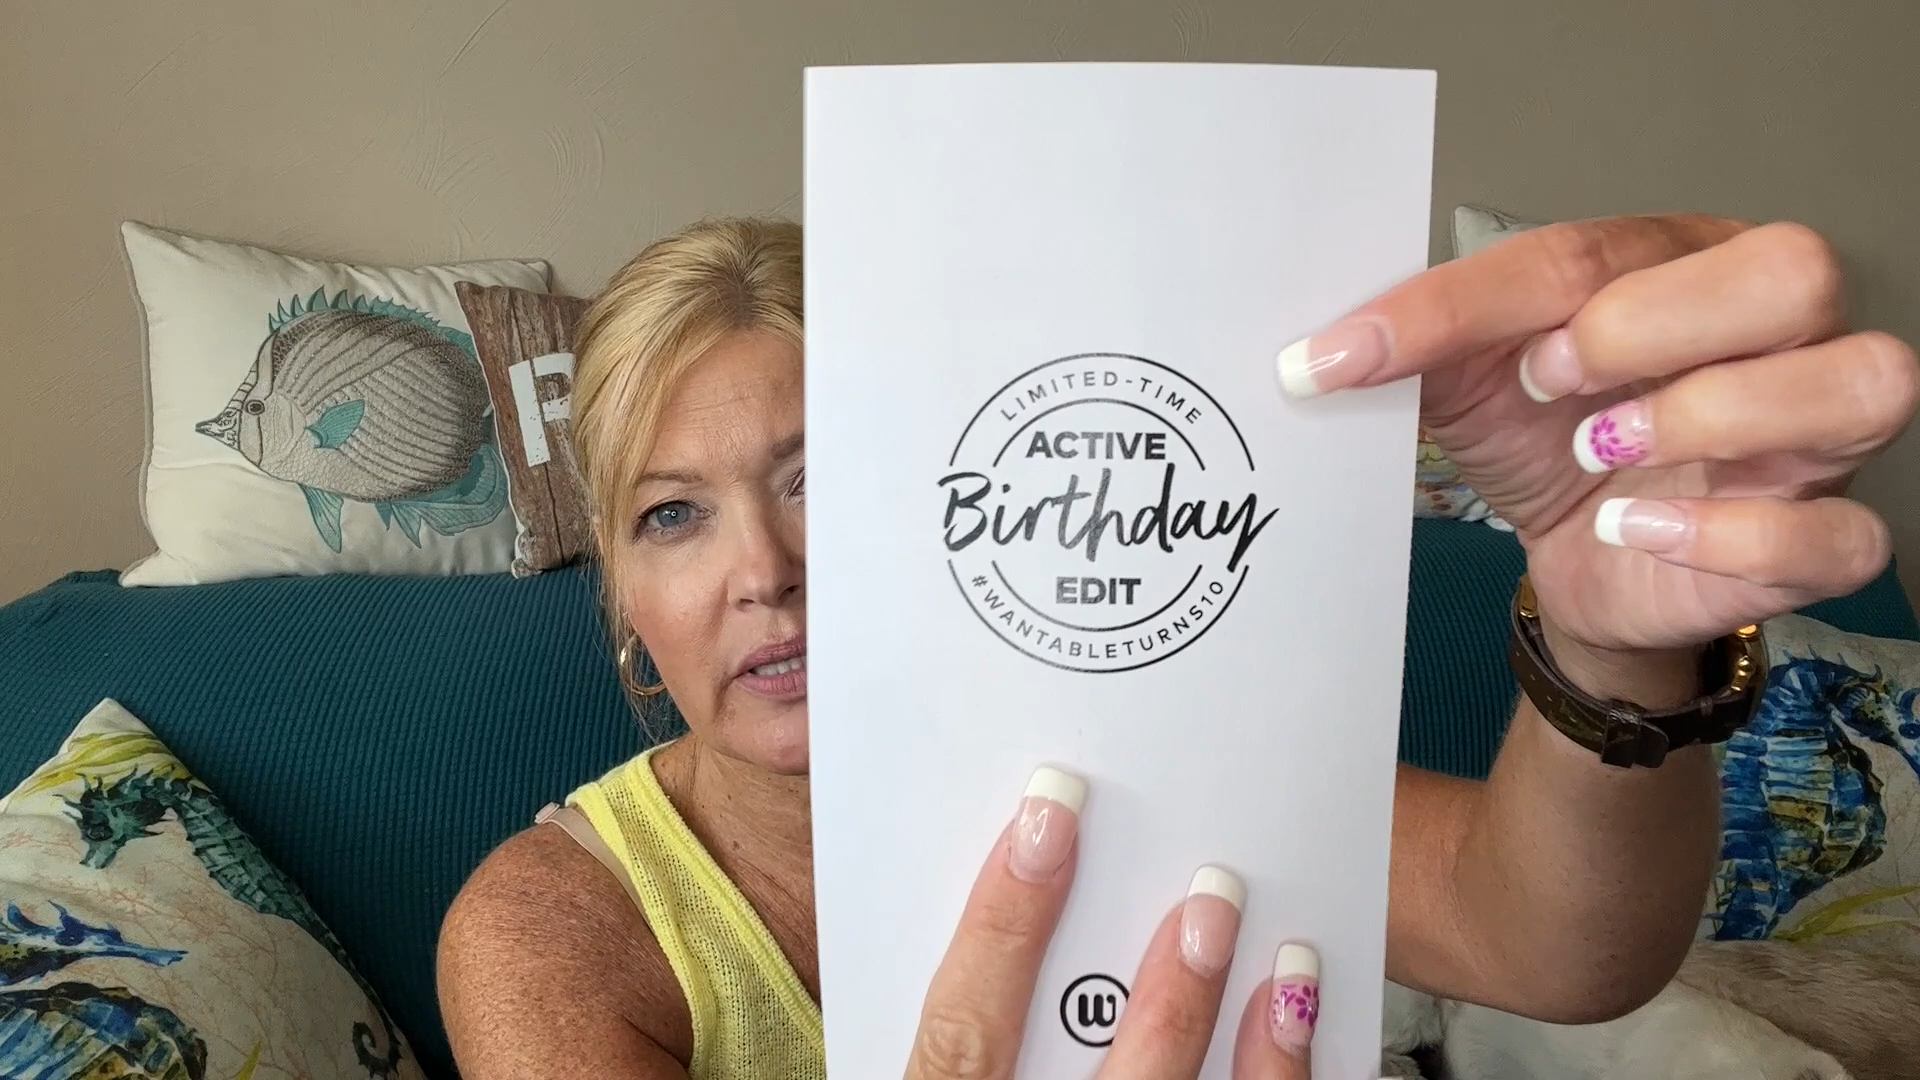 R
LIMITED-TIME
ACTIVE
Birthday
EDIT
#WANTABLETURNS10
W